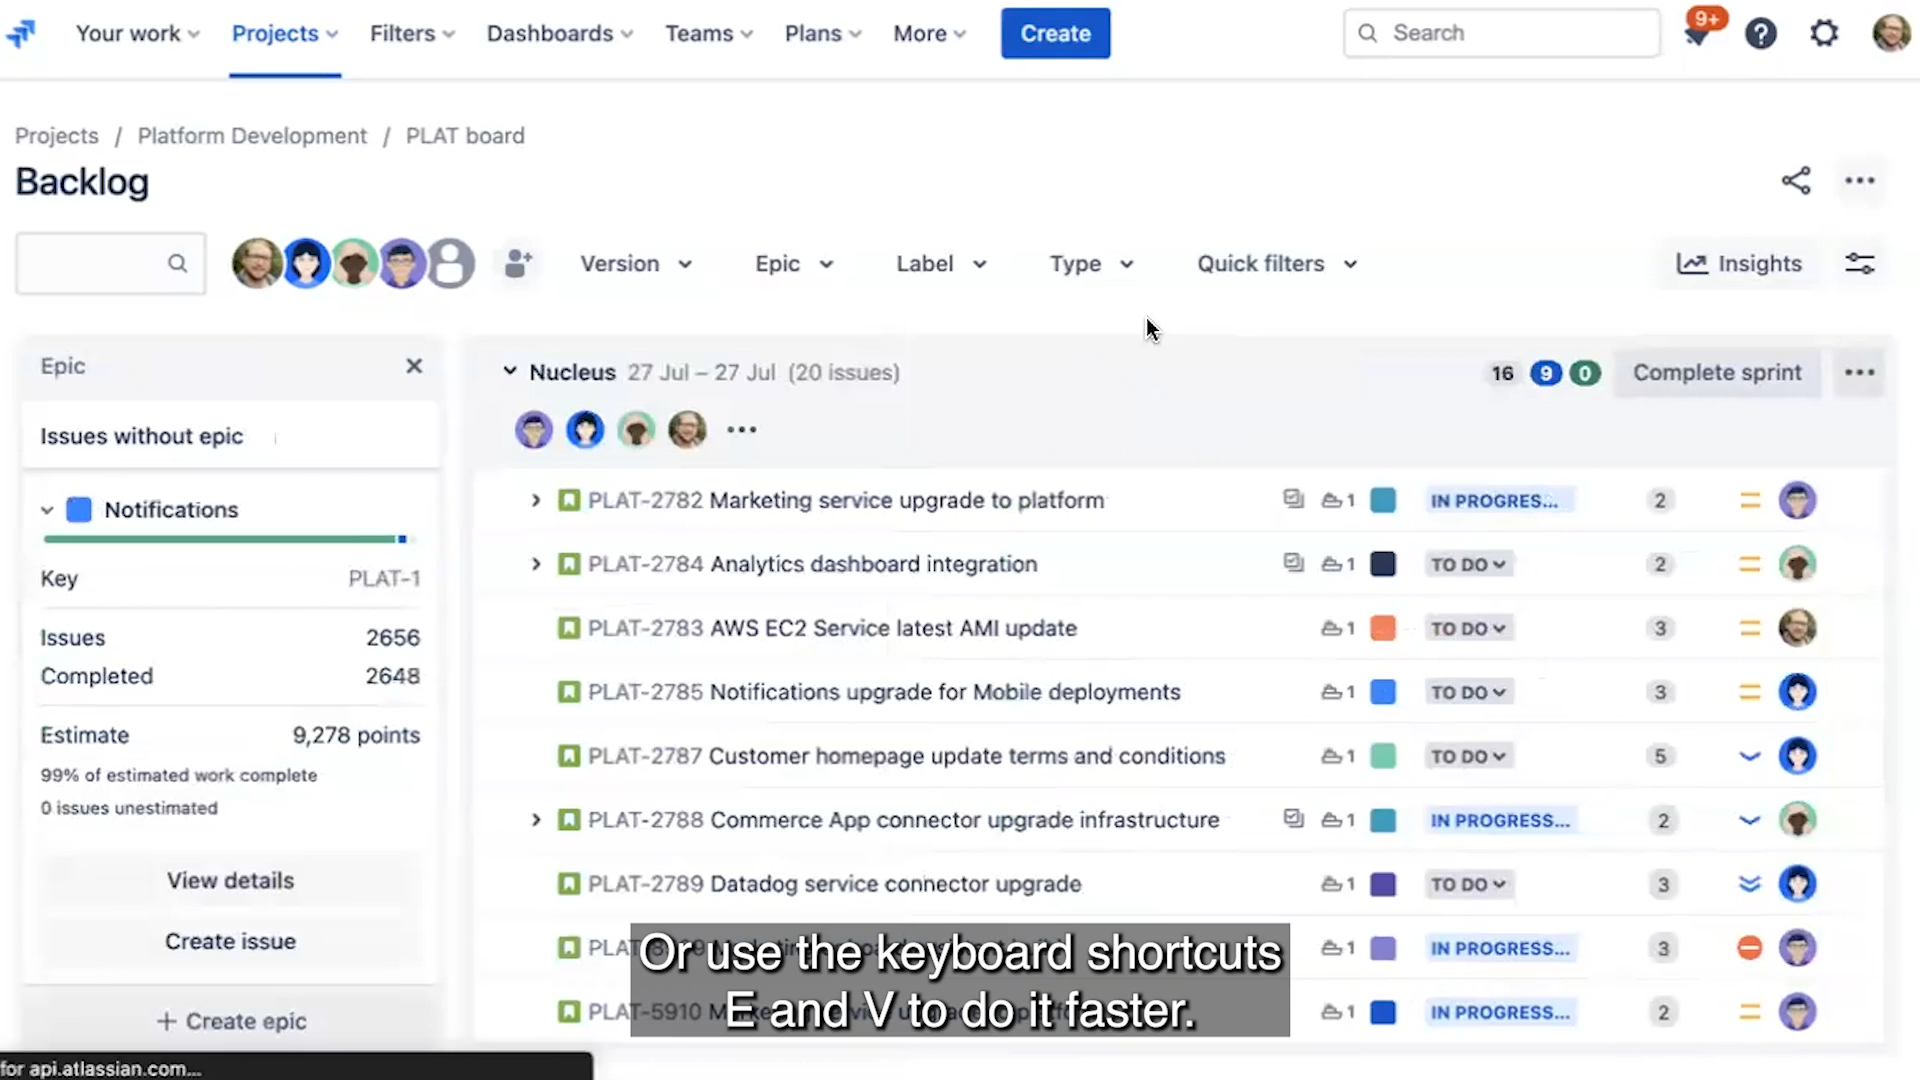 Your work Projects Filters Dashboards Teams Plans More Create Search 9+
Projects / Platform Development / PLAT board
Backlog
Version Epic Label Type Quick filters Insights
Epic
Nucleus 27 Jul – 27 Jul (20 issues) 16 9 0 Complete sprint
Issues without epic
Notifications
Key PLAT-1
Issues 2656
Completed 2648
Estimate 9,278 points
99% of estimated work complete
0 issues unestimated
View details
Create issue
+ Create epic
PLAT-2782 Marketing service upgrade to platform 1 IN PROGRES... 2
PLAT-2784 Analytics dashboard integration 1 TO DO 2
PLAT-2783 AWS EC2 Service latest AMI update 1 TO DO 3
PLAT-2785 Notifications upgrade for Mobile deployments 1 TO DO 3
PLAT-2787 Customer homepage update terms and conditions 1 TO DO 5
PLAT-2788 Commerce App connector upgrade infrastructure 1 IN PROGRESS... 2
PLAT-2789 Datadog service connector upgrade 1 TO DO 3
1 IN PROGRESS... 3
PLAT-5910 1 IN PROGRESS... 2
Or use the keyboard shortcuts
E and V to do it faster.
for api.atlassian.com...